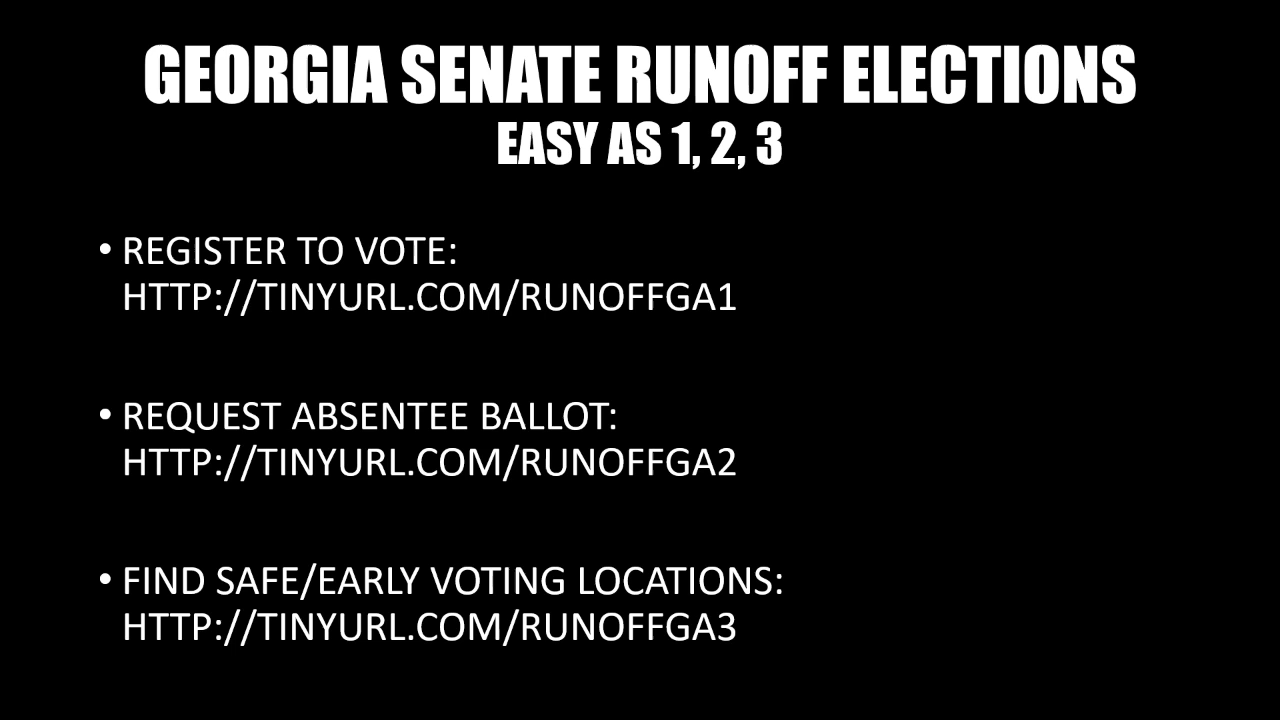 GEORGIA SENATE RUNOFF ELECTIONS
EASY AS 1, 2, 3
• REGISTER TO VOTE:
HTTP://TINYURL.COM/RUNOFFGA1
• REQUEST ABSENTEE BALLOT:
HTTP://TINYURL.COM/RUNOFFGA2
• FIND SAFE/EARLY VOTING LOCATIONS:
HTTP://TINYURL.COM/RUNOFFGA3